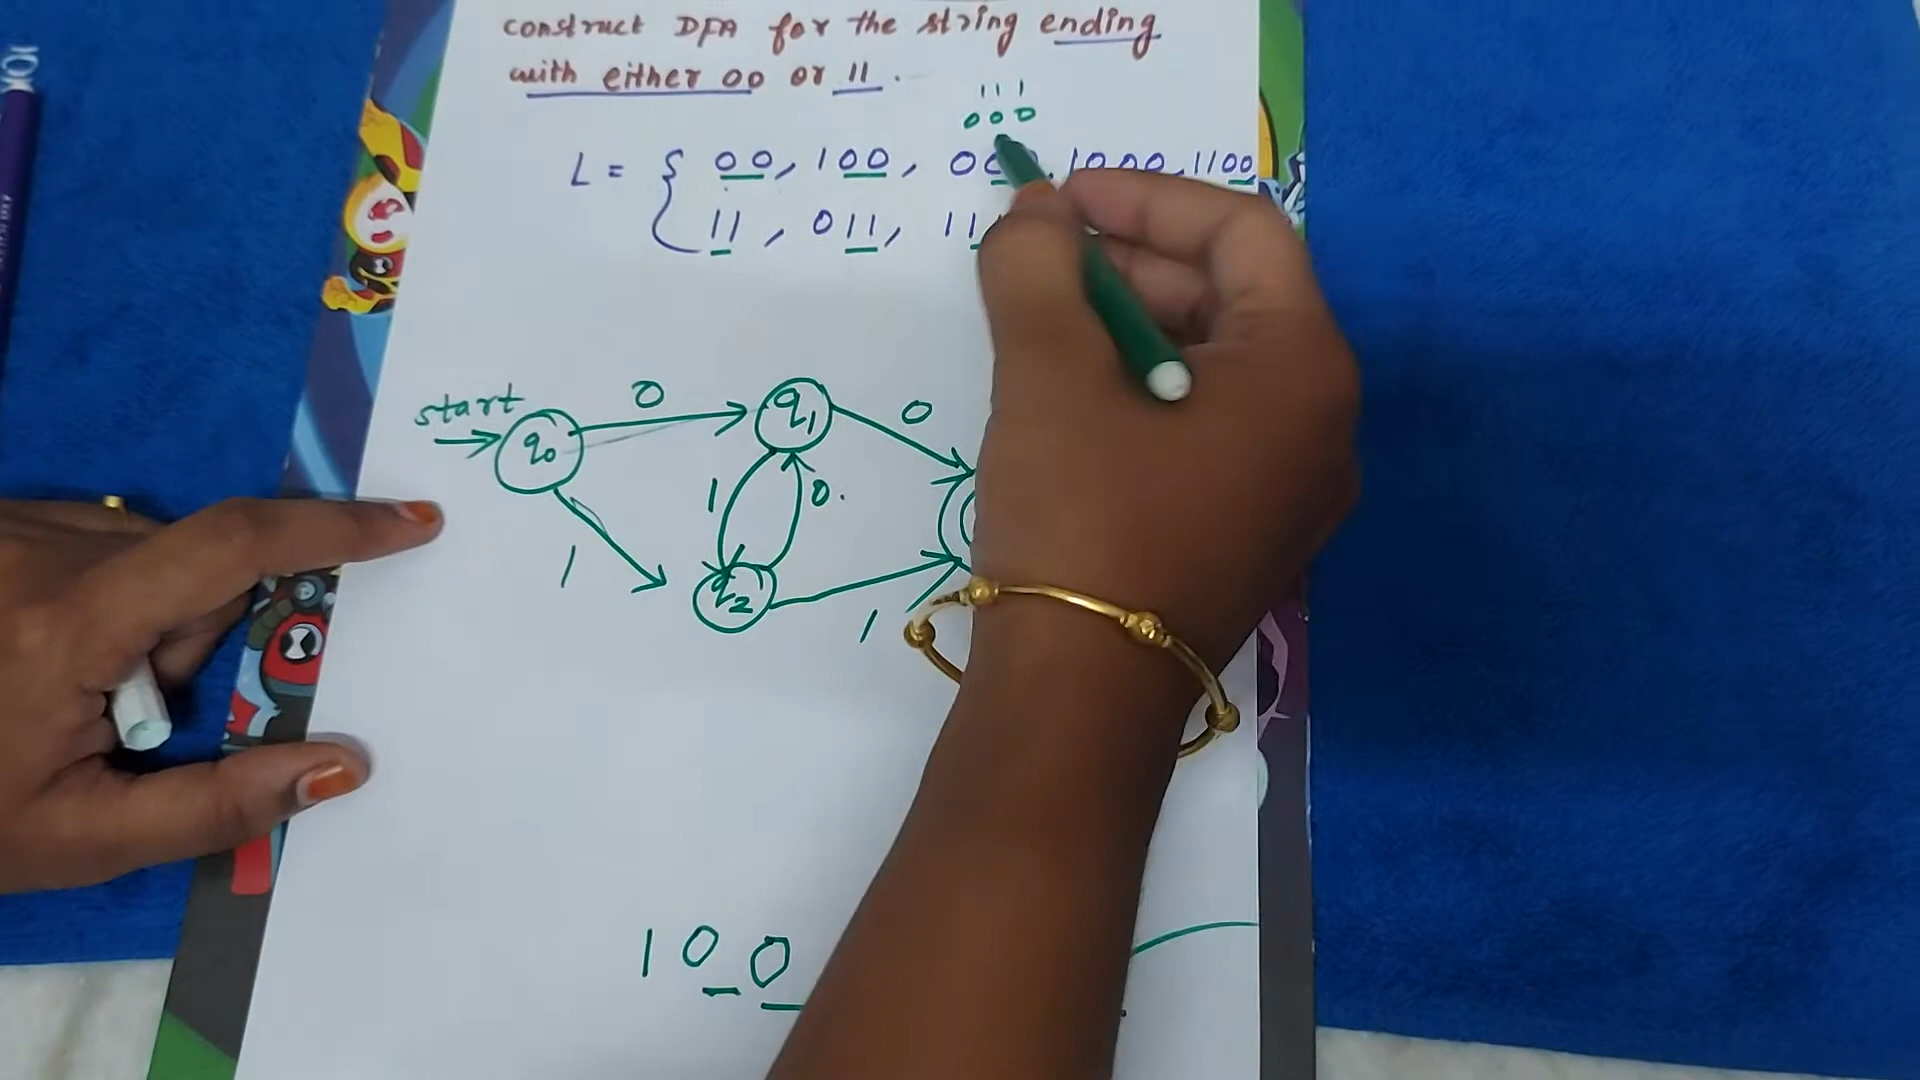 construct DFA for the string ending
with either 00 or 11 .
111
000
L = { 00, 100, 00 , 1000, 1100
11 , 011, 11
start
0
q0
q1
0
1
0.
1
q2
1
100